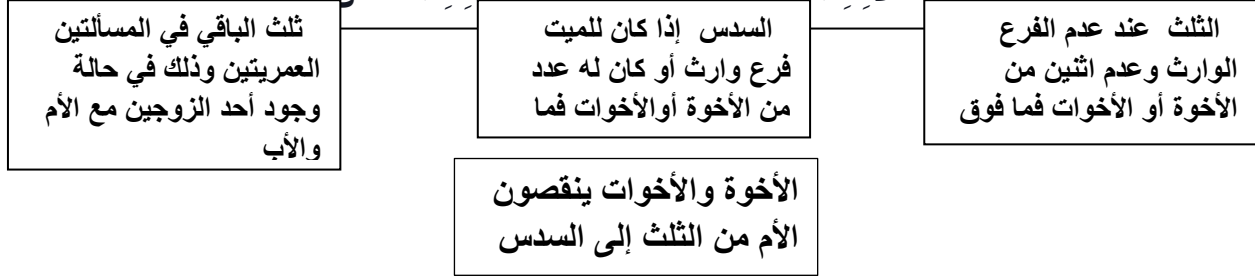 الثلث عند عدم الفرع
الوارث وعدم اثنين من
الأخوة أو الأخوات فما فوق
السدس إذا كان للميت
فرع وارث أو كان له عدد
من الأخوة أوالأخوات فما
ثلث الباقي في المسألتين
العمريتين وذلك في حالة
وجود أحد الزوجين مع الأم
والأب
الأخوة والأخوات ينقصون
الأم من الثلث إلى السدس